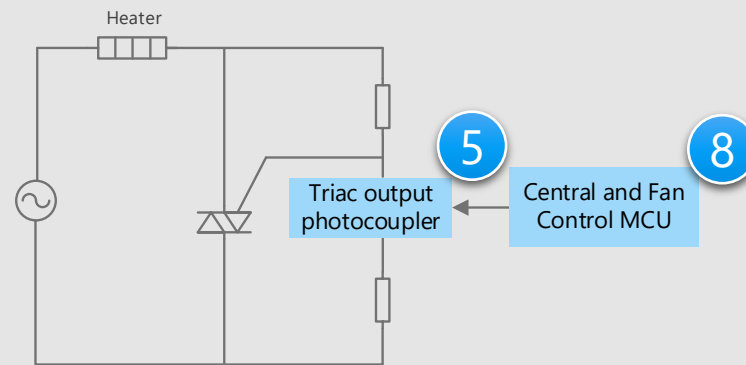 Heater
5
8
Triac output
photocoupler
Central and Fan
Control MCU